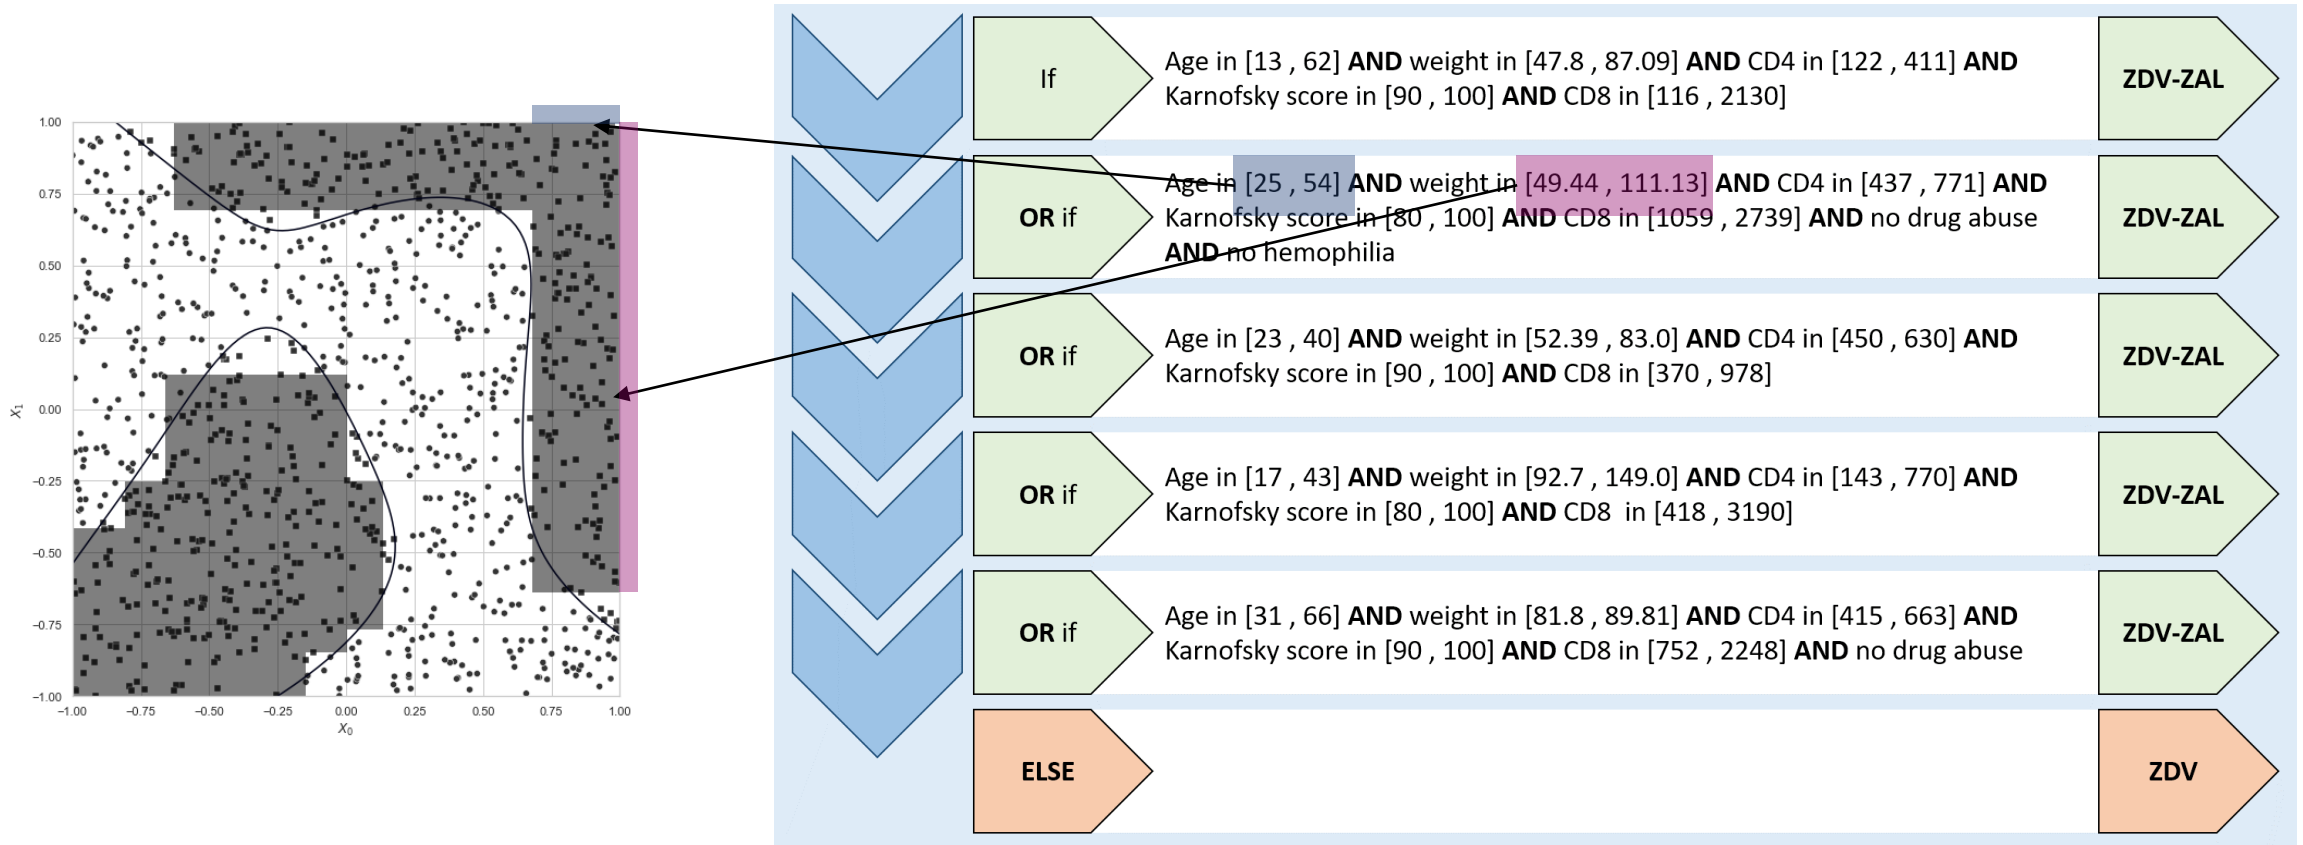 1.00
0.75
0.50
0.25
0.00
−0.25
−0.50
−0.75
−1.00
X1
−1.00 −0.75 −0.50 −0.25 0.00 0.25 0.50 0.75 1.00
X0
If
Age in [13 , 62] AND weight in [47.8 , 87.09] AND CD4 in [122 , 411] AND
Karnofsky score in [90 , 100] AND CD8 in [116 , 2130]
ZDV-ZAL
OR if
Age in [25 , 54] AND weight in [49.44 , 111.13] AND CD4 in [437 , 771] AND
Karnofsky score in [80 , 100] AND CD8 in [1059 , 2739] AND no drug abuse
AND no hemophilia
ZDV-ZAL
OR if
Age in [23 , 40] AND weight in [52.39 , 83.0] AND CD4 in [450 , 630] AND
Karnofsky score in [90 , 100] AND CD8 in [370 , 978]
ZDV-ZAL
OR if
Age in [17 , 43] AND weight in [92.7 , 149.0] AND CD4 in [143 , 770] AND
Karnofsky score in [80 , 100] AND CD8 in [418 , 3190]
ZDV-ZAL
OR if
Age in [31 , 66] AND weight in [81.8 , 89.81] AND CD4 in [415 , 663] AND
Karnofsky score in [90 , 100] AND CD8 in [752 , 2248] AND no drug abuse
ZDV-ZAL
ELSE
ZDV